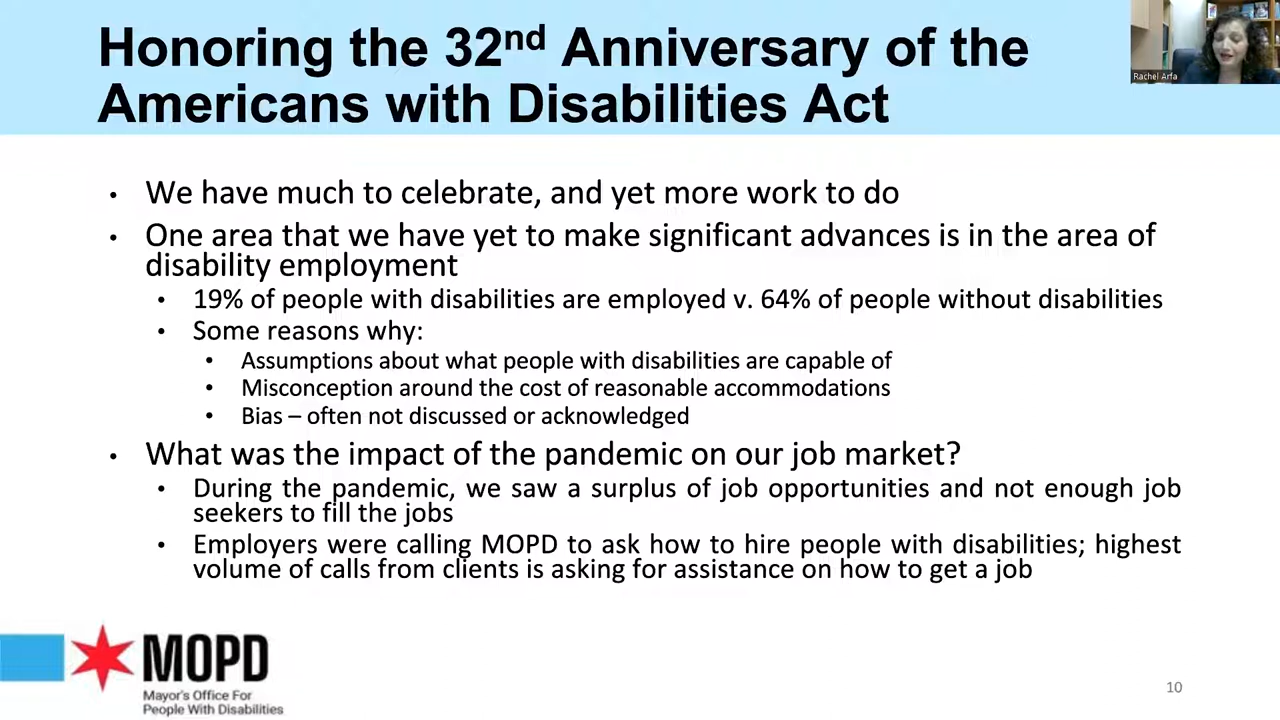 Honoring the 32nd Anniversary of the
Americans with Disabilities Act
Rachel Arfa
• We have much to celebrate, and yet more work to do
• One area that we have yet to make significant advances is in the area of
disability employment
• 19% of people with disabilities are employed v. 64% of people without disabilities
• Some reasons why:
• Assumptions about what people with disabilities are capable of
• Misconception around the cost of reasonable accommodations
• Bias – often not discussed or acknowledged
• What was the impact of the pandemic on our job market?
• During the pandemic, we saw a surplus of job opportunities and not enough job
seekers to fill the jobs
• Employers were calling MOPD to ask how to hire people with disabilities; highest
volume of calls from clients is asking for assistance on how to get a job
MOPD
Mayor's Office For
People With Disabilities
10